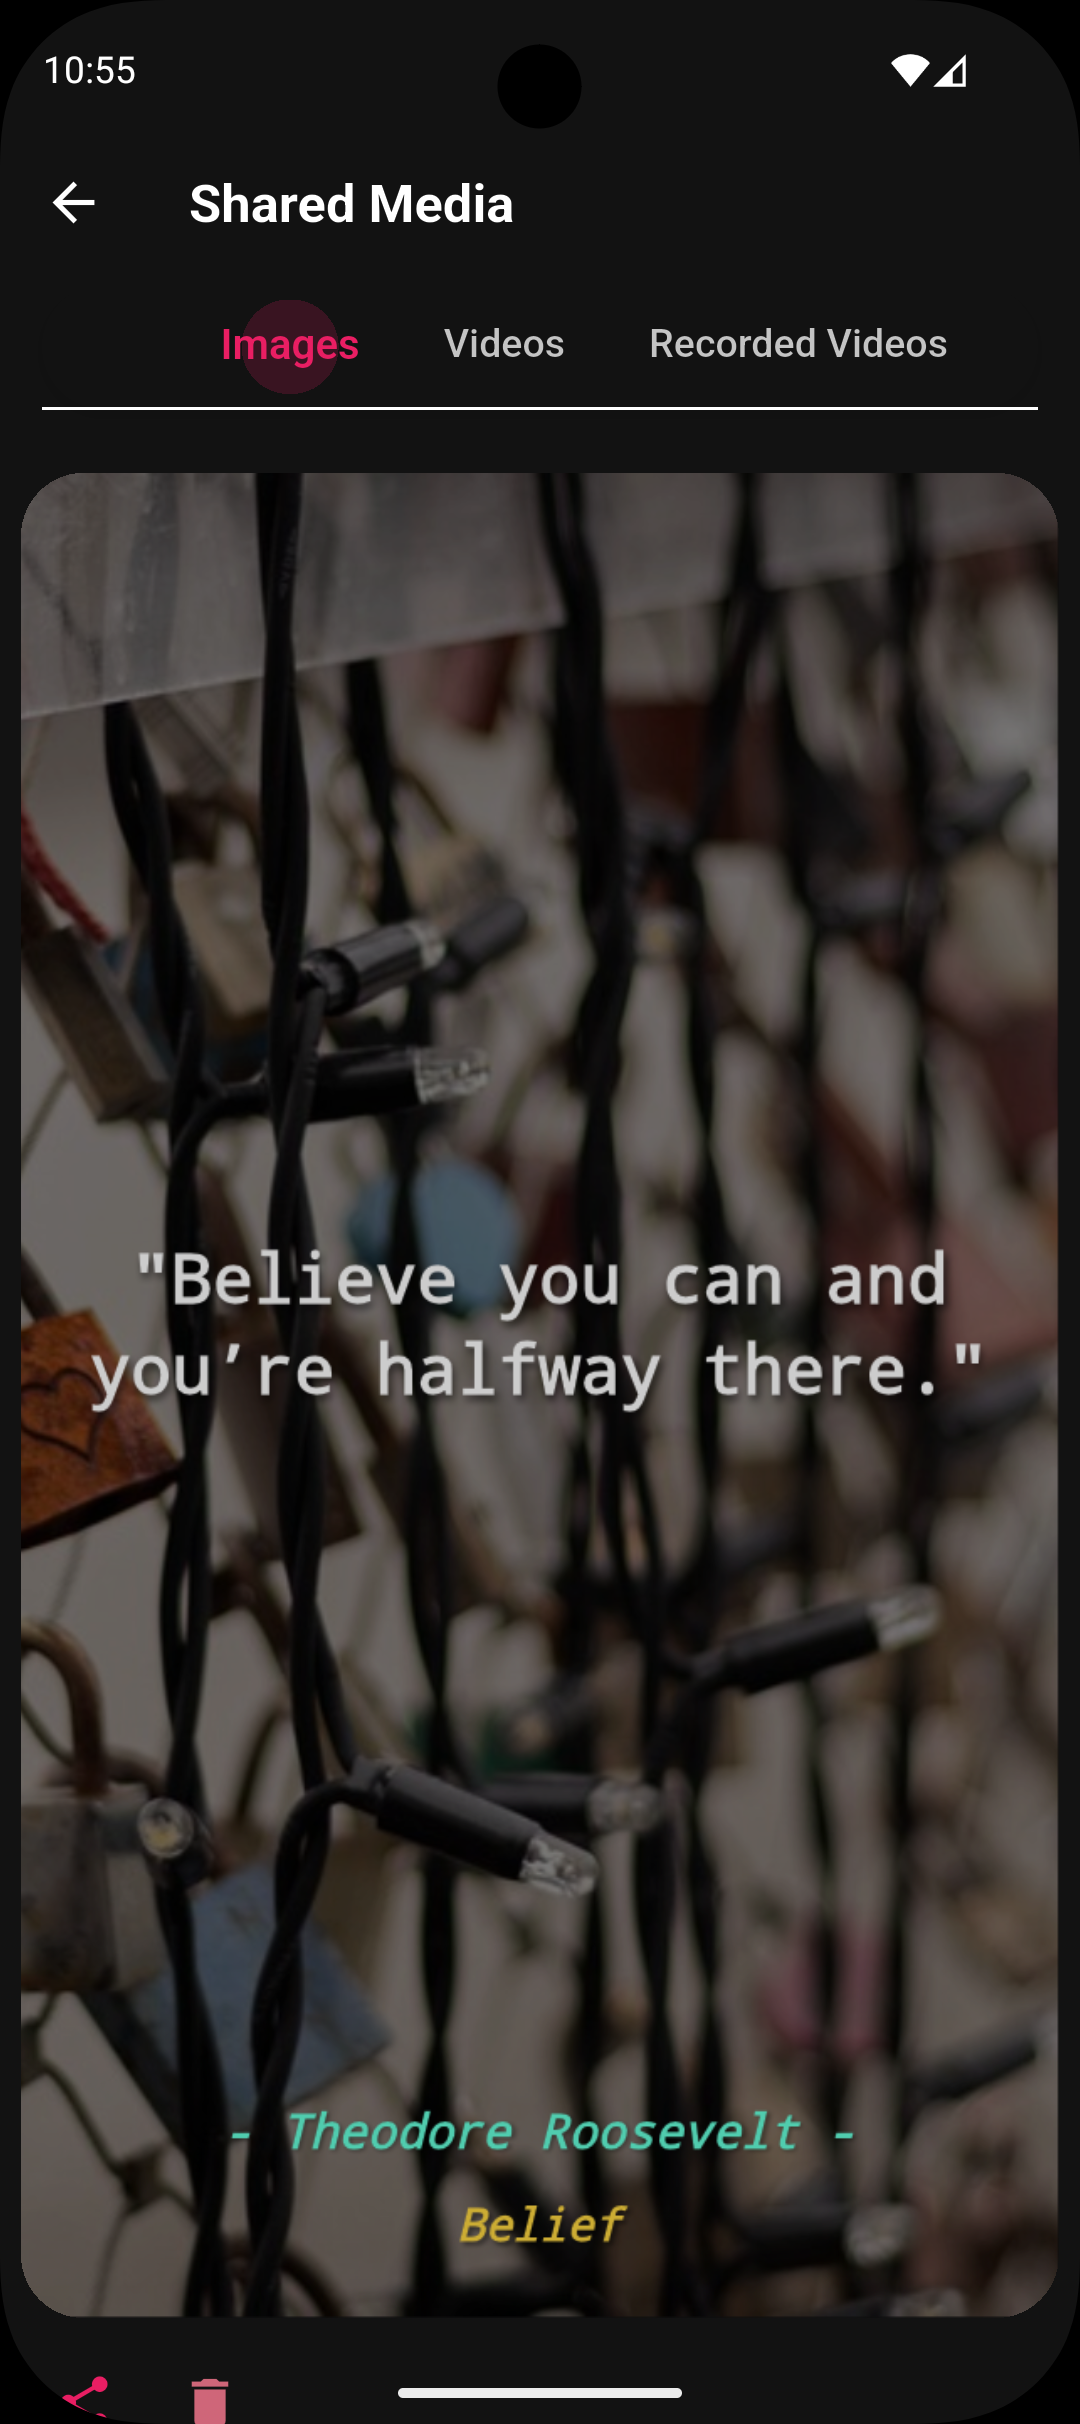 10:55
Shared Media
Images
Videos
Recorded Videos
"Believe you can and
you’re halfway there."
- Theodore Roosevelt -
Belief